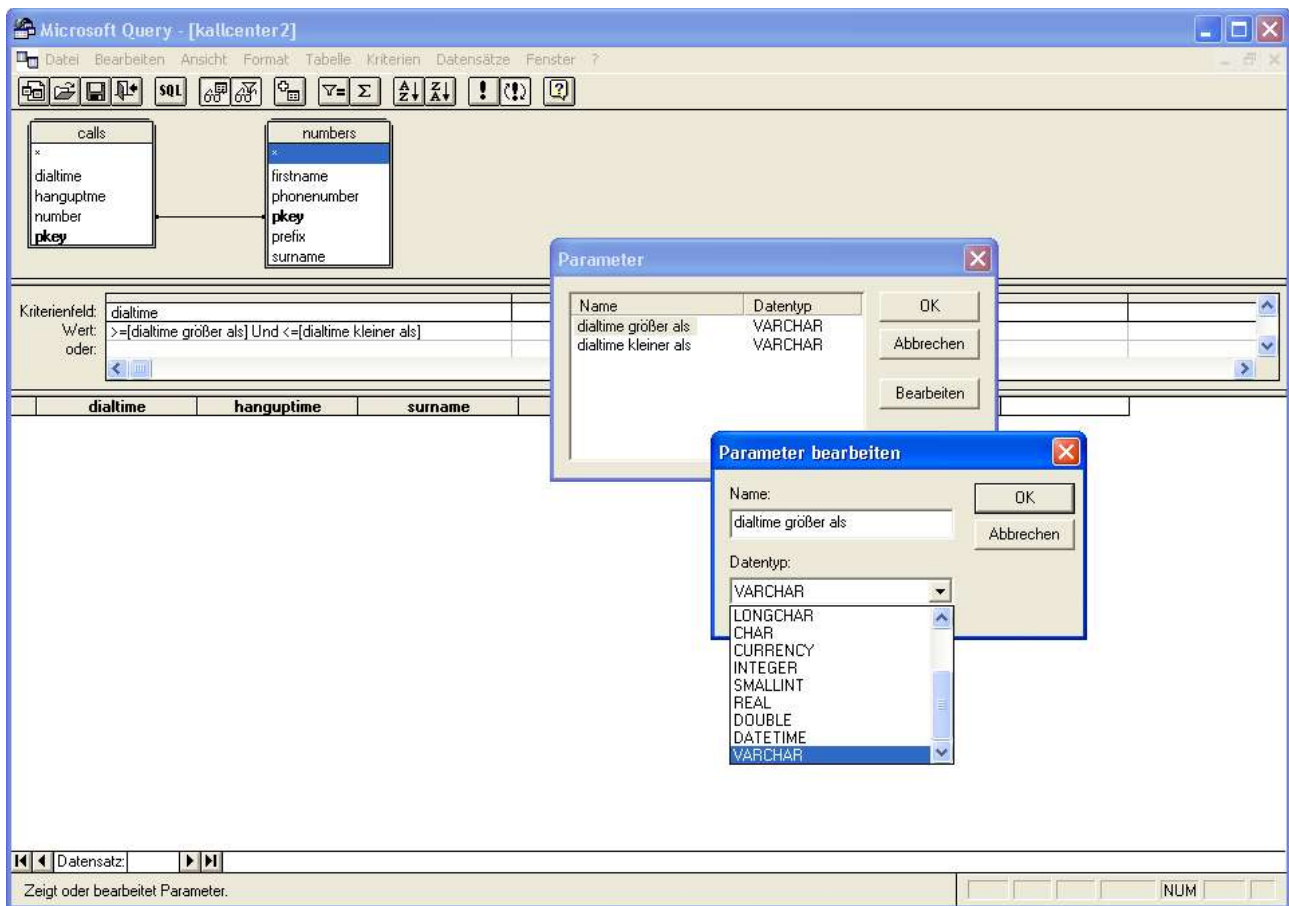 Microsoft Query - [kallcenter2]
Datei Bearbeiten Ansicht Format Tabelle Kriterien Datensätze Fenster ?
SQL
calls
*
dialtime
hanguptme
number
pkey
numbers
*
firstname
phonenumber
pkey
prefix
surname
Kriterienfeld: dialtime
Wert: >=[dialtime größer als] Und <=[dialtime kleiner als]
oder:
dialtime hanguptime surname
Parameter
Name Datentyp
dialtime größer als VARCHAR
dialtime kleiner als VARCHAR
OK
Abbrechen
Bearbeiten
Parameter bearbeiten
Name:
dialtime größer als
Datentyp:
VARCHAR
LONGCHAR
CHAR
CURRENCY
INTEGER
SMALLINT
REAL
DOUBLE
DATETIME
VARCHAR
OK
Abbrechen
Datensatz:
Zeigt oder bearbeitet Parameter.
NUM